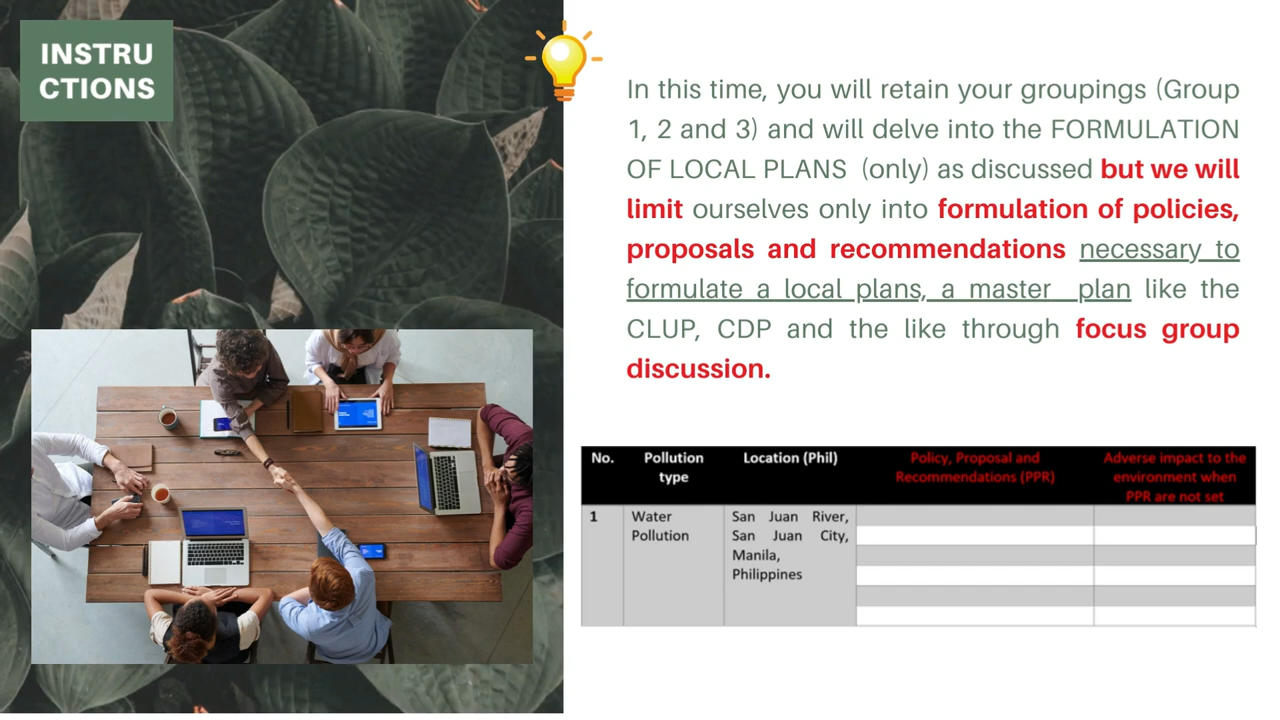 INSTRU
CTIONS
In this time, you will retain your groupings (Group
1, 2 and 3) and will delve into the FORMULATION
OF LOCAL PLANS (only) as discussed but we will
limit ourselves only into formulation of policies,
proposals and recommendations necessary to
formulate a local plans, a master plan like the
CLUP, CDP and the like through focus group
discussion.
No. Pollution type Location (Phil) Policy, Proposal and Recommendations (PPR) Adverse impact to the environment when PPR are not set
1 Water Pollution San Juan River, San Juan City, Manila, Philippines